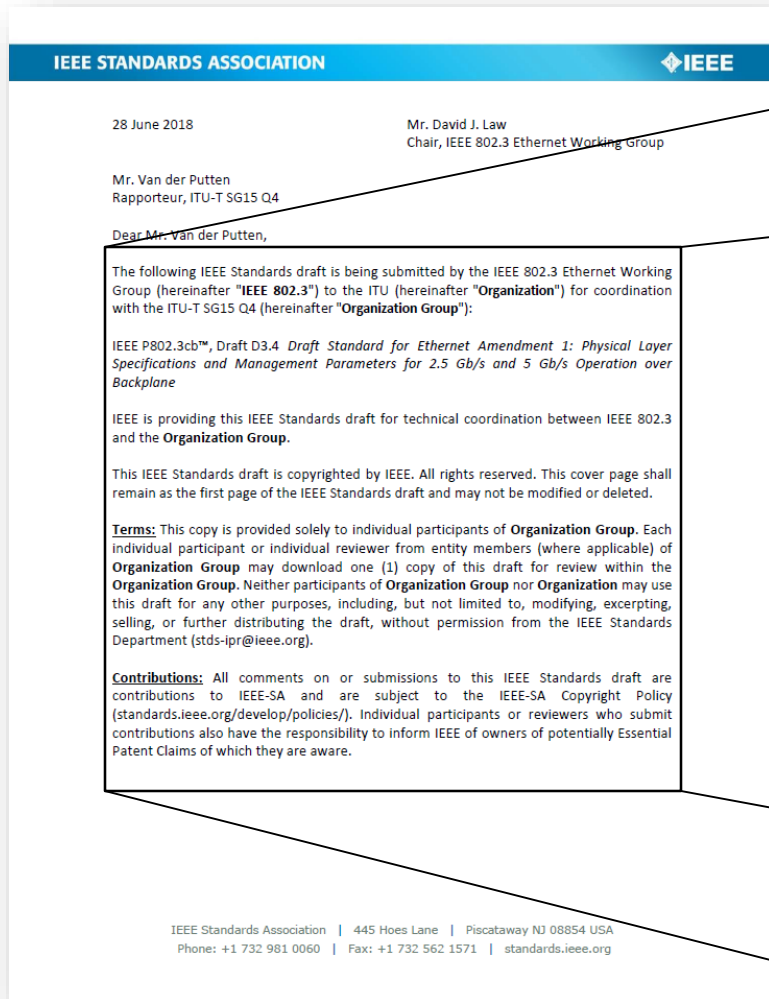 IEEE STANDARDS ASSOCIATION
IEEE
28 June 2018
Mr. David J. Law
Chair, IEEE 802.3 Ethernet Working Group
Mr. Van der Putten
Rapporteur, ITU-T SG15 Q4
Dear Mr. Van der Putten,
The following IEEE Standards draft is being submitted by the IEEE 802.3 Ethernet Working
Group (hereinafter "IEEE 802.3") to the ITU (hereinafter "Organization") for coordination
with the ITU-T SG15 Q4 (hereinafter "Organization Group"):
IEEE P802.3cb™, Draft D3.4 Draft Standard for Ethernet Amendment 1: Physical Layer
Specifications and Management Parameters for 2.5 Gb/s and 5 Gb/s Operation over
Backplane
IEEE is providing this IEEE Standards draft for technical coordination between IEEE 802.3
and the Organization Group.
This IEEE Standards draft is copyrighted by IEEE. All rights reserved. This cover page shall
remain as the first page of the IEEE Standards draft and may not be modified or deleted.
Terms: This copy is provided solely to individual participants of Organization Group. Each
individual participant or individual reviewer from entity members (where applicable) of
Organization Group may download one (1) copy of this draft for review within the
Organization Group. Neither participants of Organization Group nor Organization may use
this draft for any other purposes, including, but not limited to, modifying, excerpting,
selling, or further distributing the draft, without permission from the IEEE Standards
Department (stds-ipr@ieee.org).
Contributions: All comments on or submissions to this IEEE Standards draft are
contributions to IEEE-SA and are subject to the IEEE-SA Copyright Policy
(standards.ieee.org/develop/policies/). Individual participants or reviewers who submit
contributions also have the responsibility to inform IEEE of owners of potentially Essential
Patent Claims of which they are aware.
IEEE Standards Association | 445 Hoes Lane | Piscataway NJ 08854 USA
Phone: +1 732 981 0060 | Fax: +1 732 562 1571 | standards.ieee.org